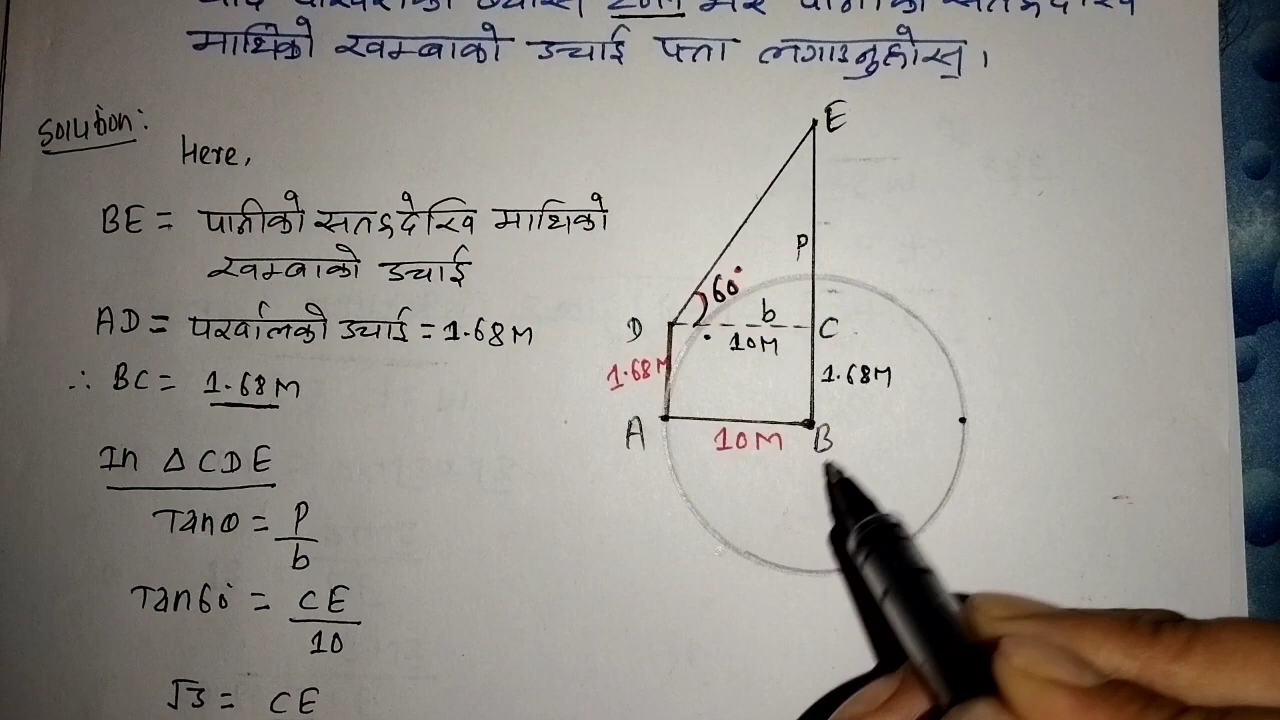 माथिको खम्बाको उचाई पत्ता लगाउनुहोस् ।
Solution:
Here,
BE = पानीको सतहदेखि माथिको
खम्बाको उचाई
AD = पर्खालको उचाई = 1.68M
∴ BC = 1.68M
In Δ CDE
Tanθ = P/b
Tan60° = CE/10
√3 = CE
E
P
60°
D
b
C
10M
1.68M
1.68M
A
10M
B